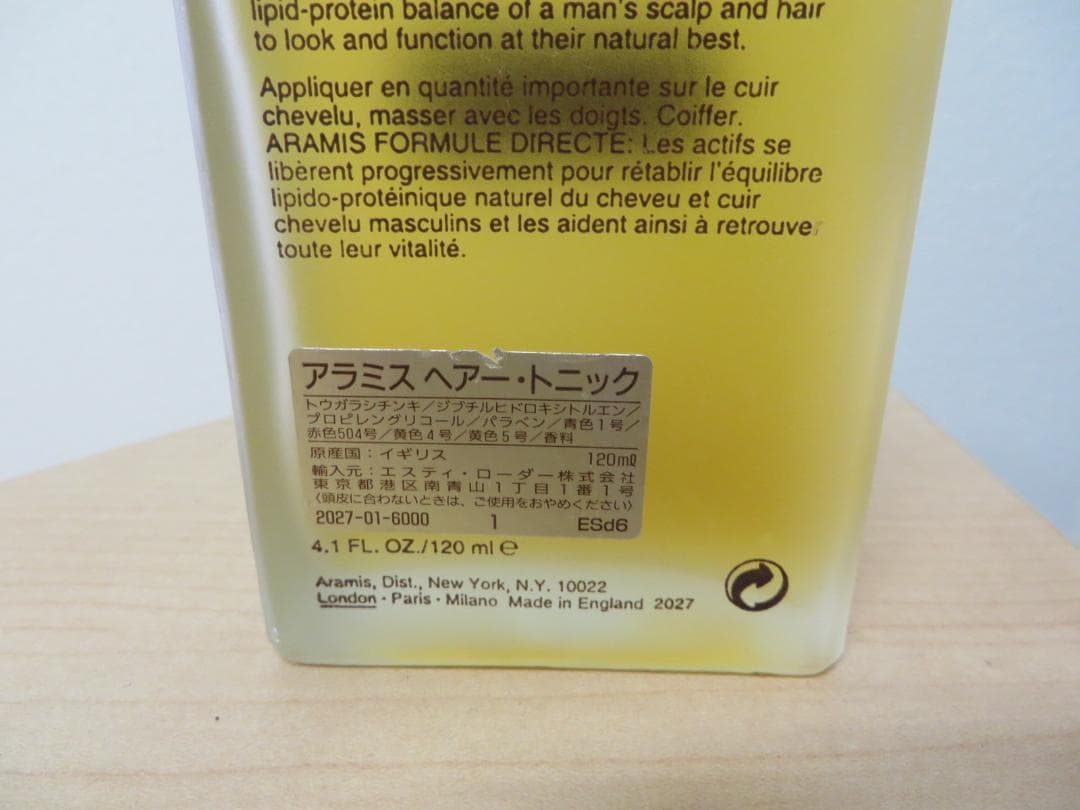 lipid-protein balance of a man's scalp and hair
to look and function at their natural best.
Appliquer en quantité importante sur le cuir
chevelu, masser avec les doigts. Coiffer.
ARAMIS FORMULE DIRECTE: Les actifs se
libèrent progressivement pour rétablir l'équilibre
lipido-protéinique naturel du cheveu et cuir
chevelu masculins et les aident ainsi à retrouver
toute leur vitalité.
アラミス ヘアー・トニック
トウガラシチンキ/ジブチルヒドロキシトルエン/
プロピレングリコール/パラベン/青色1号/
赤色504号/黄色4号/黄色5号/香料
原産国:イギリス 120mℓ
輸入元:エスティ・ローダー株式会社
東京都港区南青山1丁目1番1号
〈頭皮に合わないときは、ご使用をおやめください〉
2027-01-6000 1 ESd6
4.1 FL. OZ./120 ml ℮
Aramis, Dist., New York, N.Y. 10022
London · Paris · Milano Made in England 2027